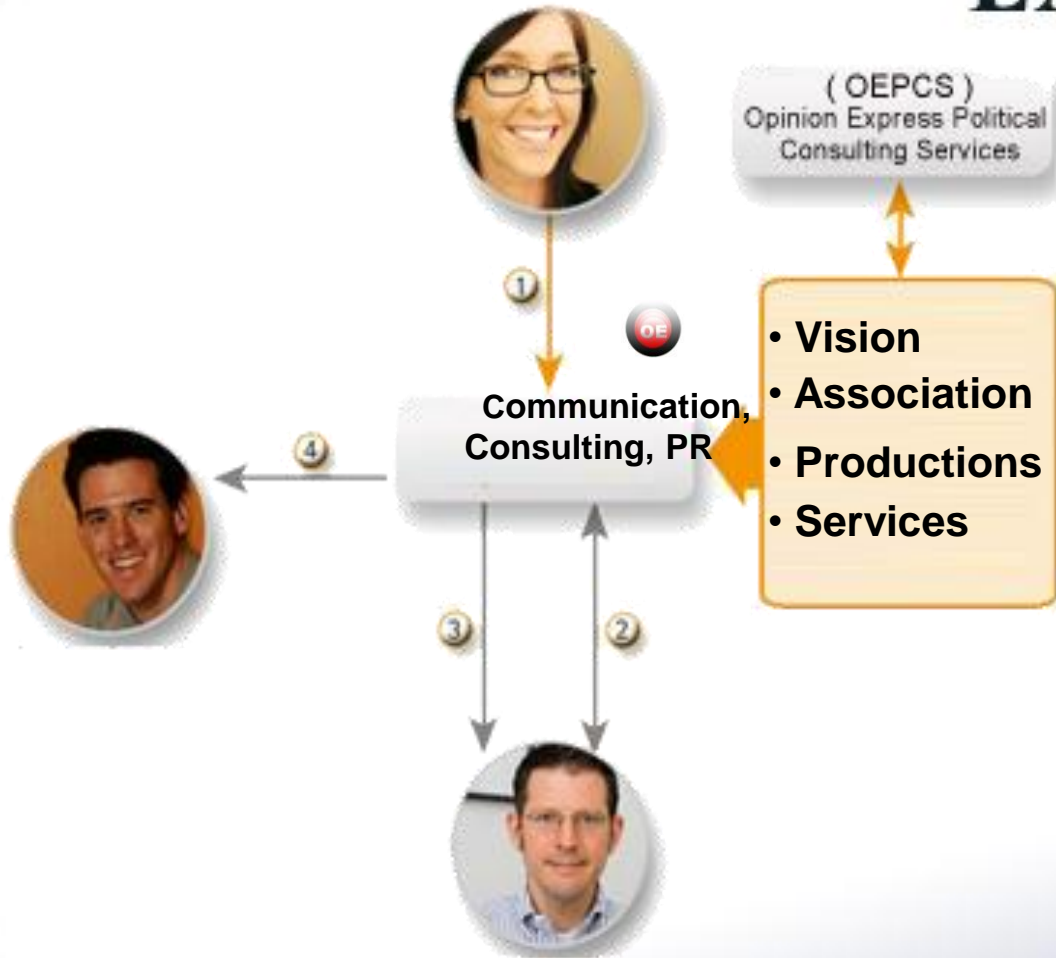 ( OEPCS )
Opinion Express Political
Consulting Services
1
OE
• Vision
• Association
• Productions
• Services
Communication,
Consulting, PR
4
3
2